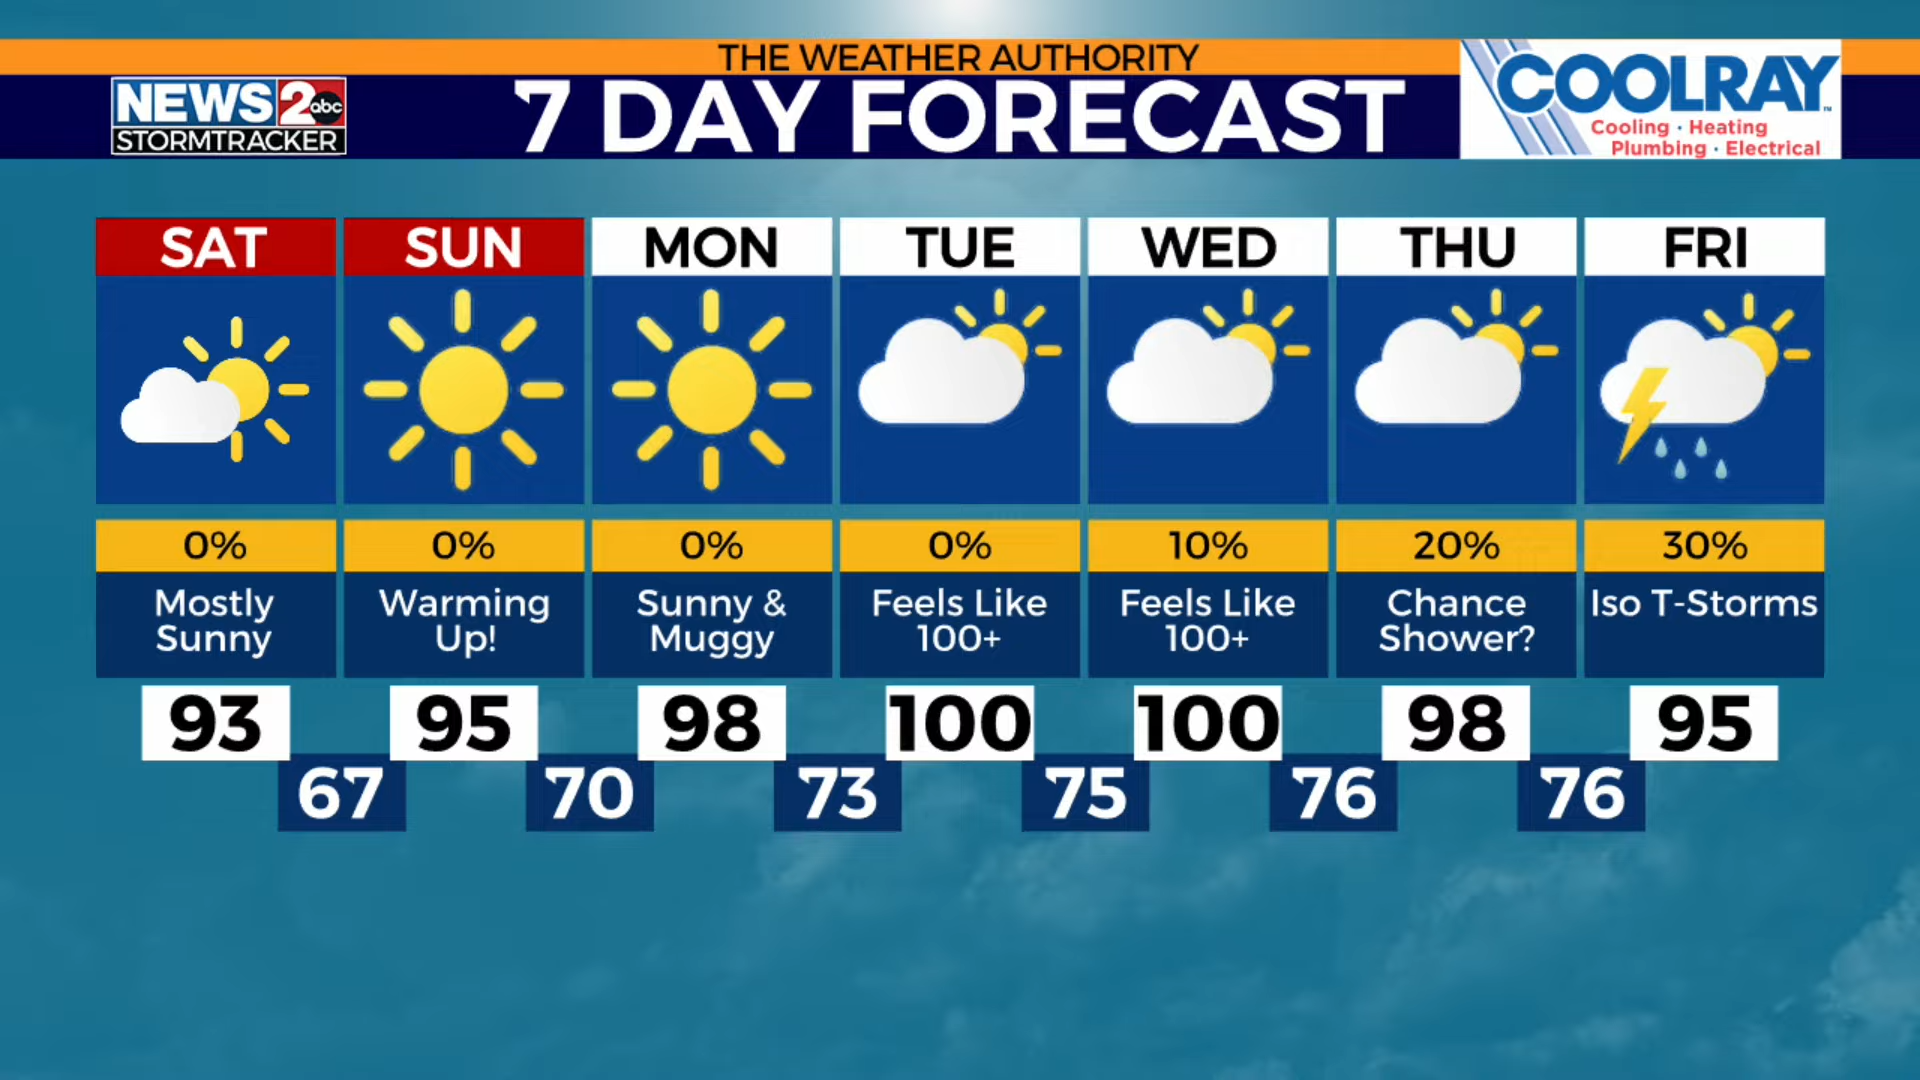 THE WEATHER AUTHORITY
NEWS 2 abc
STORMTRACKER
7 DAY FORECAST
COOLRAY™
Cooling · Heating
Plumbing · Electrical
SAT SUN MON TUE WED THU FRI
0% 0% 0% 0% 10% 20% 30%
Mostly Warming Sunny & Feels Like Feels Like Chance Iso T-Storms
Sunny Up! Muggy 100+ 100+ Shower?
93 95 98 100 100 98 95
67 70 73 75 76 76